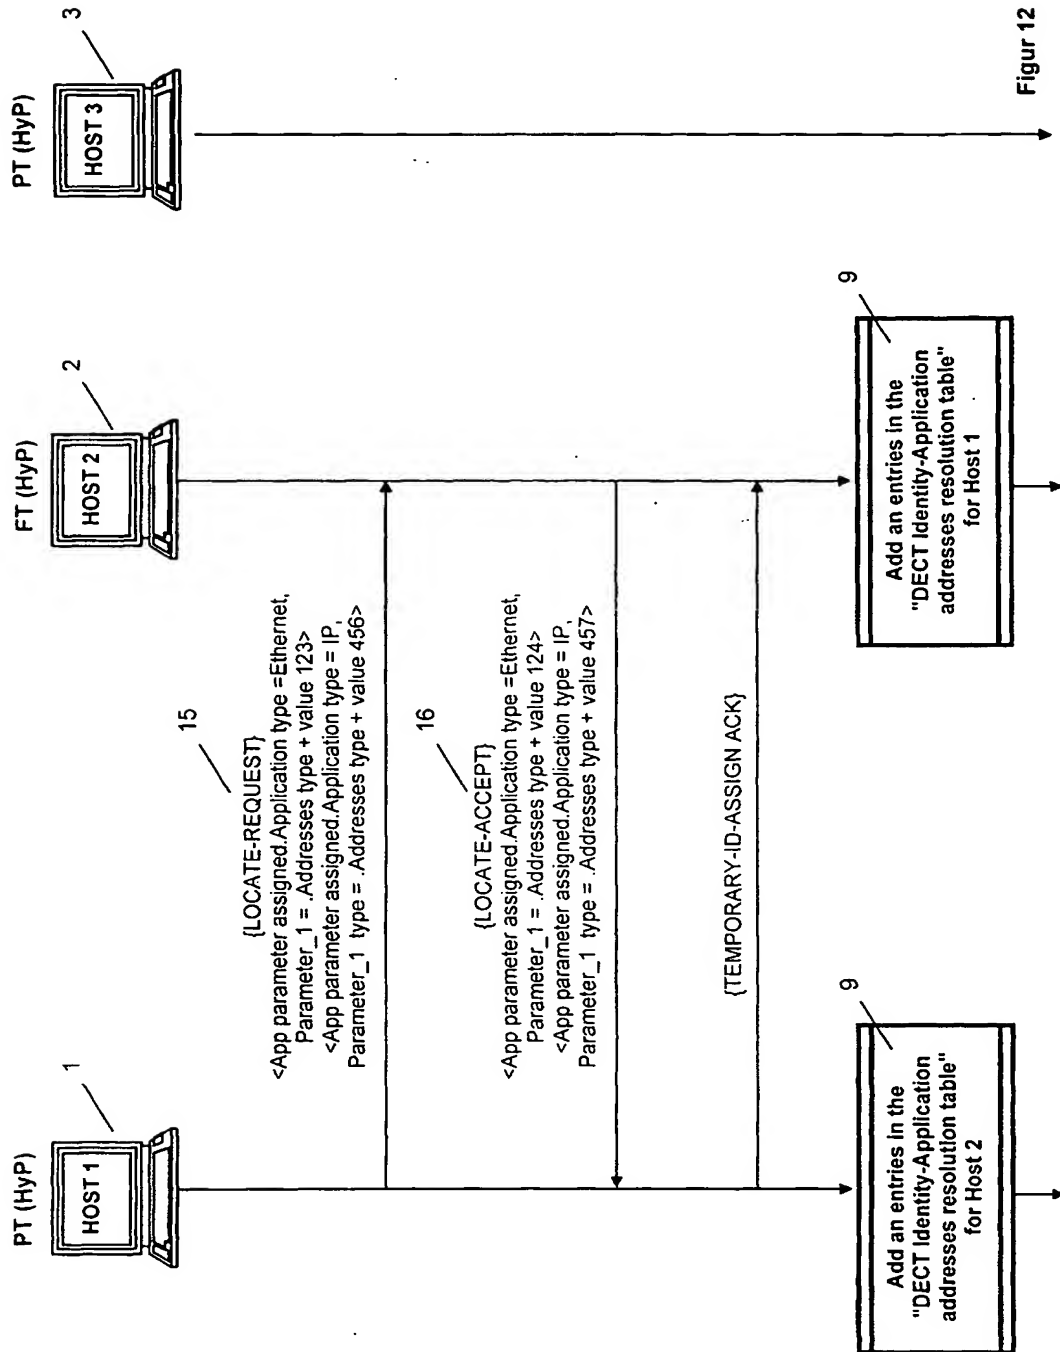 PT (HyP)
HOST 1
1
FT (HyP)
HOST 2
2
PT (HyP)
HOST 3
3
15
{LOCATE-REQUEST}
<App parameter assigned.Application type =Ethernet,
Parameter_1 = .Addresses type + value 123>
<App parameter assigned.Application type = IP,
Parameter_1 type = .Addresses type + value 456>
16
{LOCATE-ACCEPT}
<App parameter assigned.Application type =Ethernet,
Parameter_1 = .Addresses type + value 124>
<App parameter assigned.Application type = IP,
Parameter_1 type = .Addresses type + value 457>
{TEMPORARY-ID-ASSIGN ACK}
9
Add an entries in the
"DECT Identity-Application
addresses resolution table"
for Host 2
9
Add an entries in the
"DECT Identity-Application
addresses resolution table"
for Host 1
Figur 12